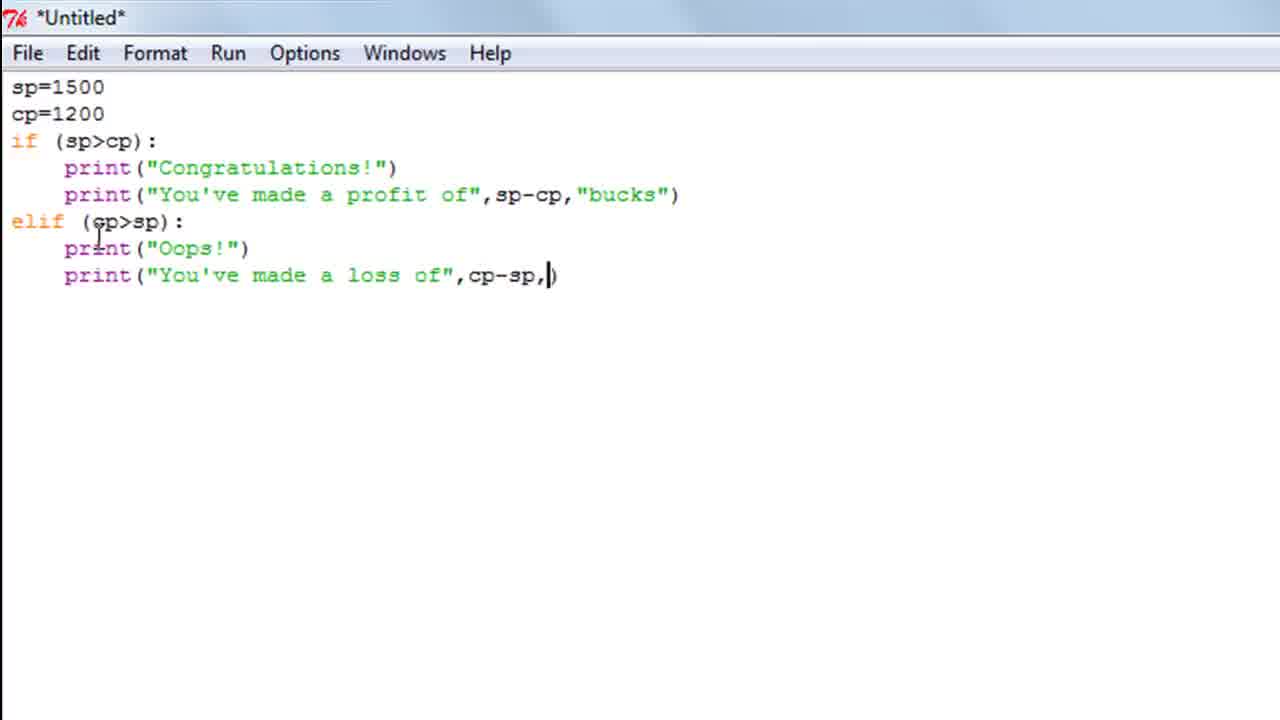 *Untitled*
File Edit Format Run Options Windows Help
sp=1500
cp=1200
if (sp>cp):
    print("Congratulations!")
    print("You've made a profit of",sp-cp,"bucks")
elif (cp>sp):
    print("Oops!")
    print("You've made a loss of",cp-sp,)